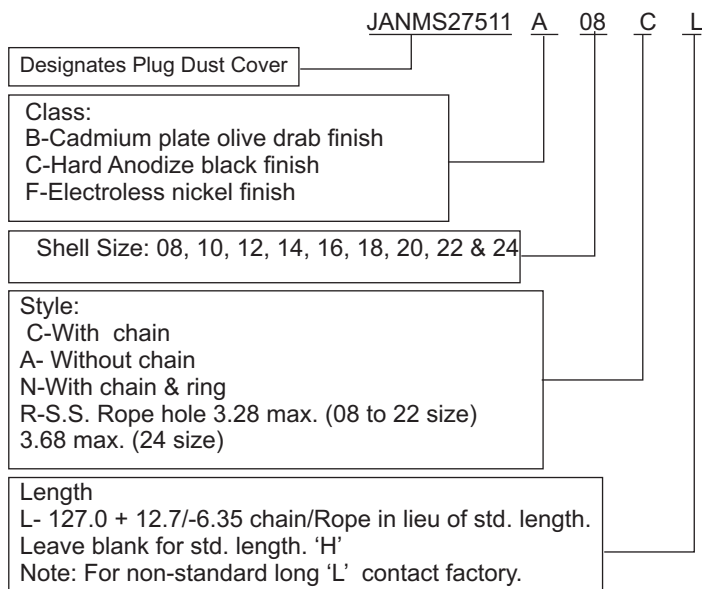 JANMS27511 A 08 C L
Designates Plug Dust Cover
Class:
B-Cadmium plate olive drab finish
C-Hard Anodize black finish
F-Electroless nickel finish
Shell Size: 08, 10, 12, 14, 16, 18, 20, 22 & 24
Style:
C-With chain
A- Without chain
N-With chain & ring
R-S.S. Rope hole 3.28 max. (08 to 22 size)
3.68 max. (24 size)
Length
L- 127.0 + 12.7/-6.35 chain/Rope in lieu of std. length.
Leave blank for std. length. ‘H’
Note: For non-standard long ‘L’ contact factory.